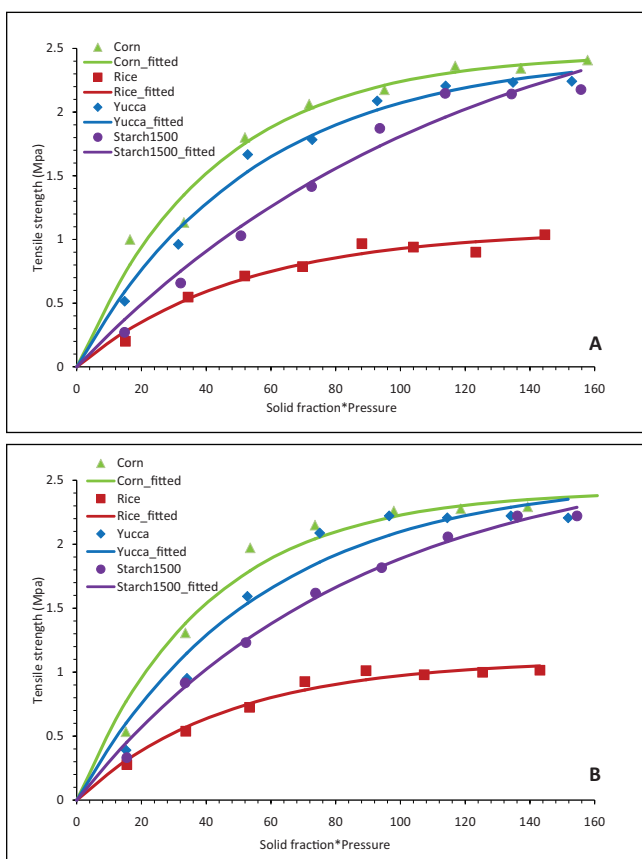 2.5
2
1.5
1
0.5
0
Tensile strength (Mpa)
Corn
Corn_fitted
Rice
Rice_fitted
Yucca
Yucca_fitted
Starch1500
Starch1500_fitted
A
0 20 40 60 80 100 120 140 160
Solid fraction*Pressure
2.5
2
1.5
1
0.5
0
Tensile strength (Mpa)
Corn
Corn_fitted
Rice
Rice_fitted
Yucca
Yucca_fitted
Starch1500
Starch1500_fitted
B
0 20 40 60 80 100 120 140 160
Solid fraction*Pressure